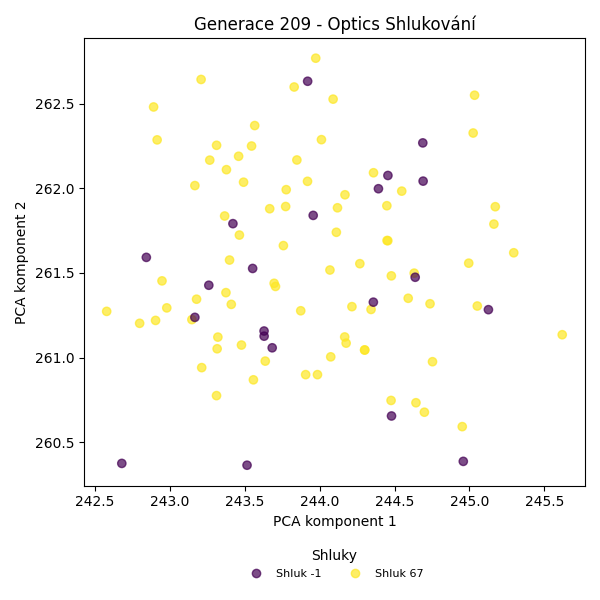 Generace 209 - Optics Shlukování
262.5
262.0
261.5
261.0
260.5
PCA komponent 2
242.5 243.0 243.5 244.0 244.5 245.0 245.5
PCA komponent 1
Shluky
Shluk -1 Shluk 67